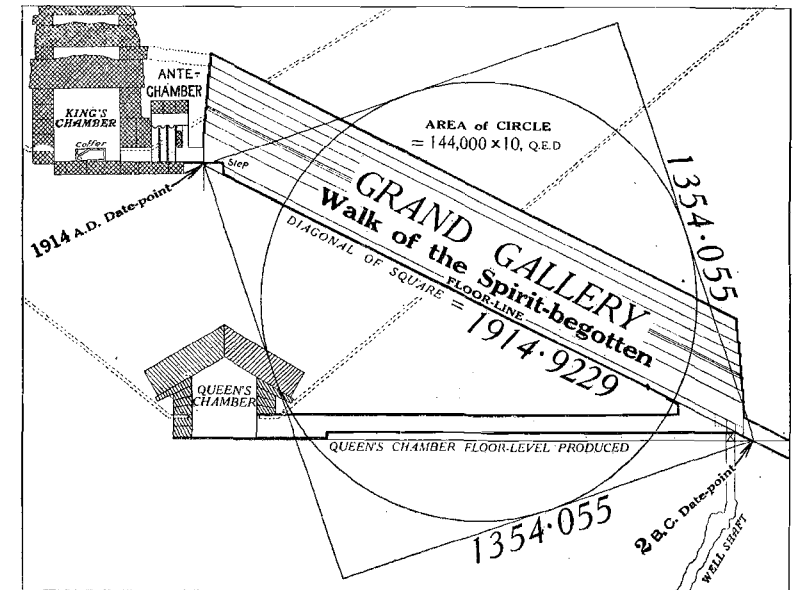 ANTE-
CHAMBER
KING'S
CHAMBER
coffer
Step
1914 A.D. Date-point
AREA of CIRCLE
= 144,000 × 10, Q.E.D
GRAND GALLERY
Walk of the Spirit-begotten
FLOOR-LINE
DIAGONAL OF SQUARE = 1914·9229
1354·055
QUEEN'S
CHAMBER
QUEEN'S CHAMBER FLOOR-LEVEL PRODUCED
1354·055
2 B.C. Date-point
WELL SHAFT